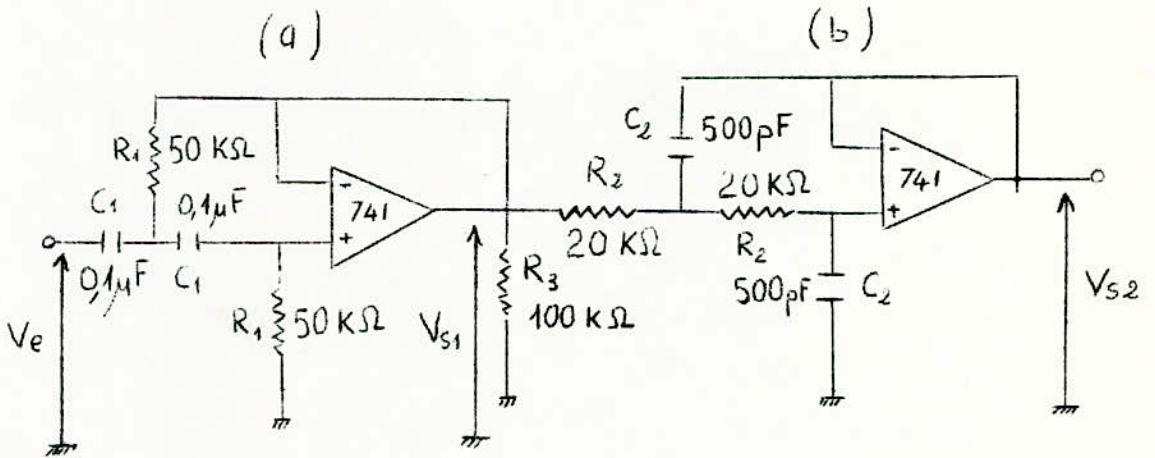 (a)
(b)
R1 50 KΩ
C1 0,1µF
0,1µF C1
-
741
+
R1 50 KΩ
Ve
Vs1
R3
100 KΩ
R2
20 KΩ
C2 500pF
20 KΩ
R2
-
741
+
500pF C2
Vs2